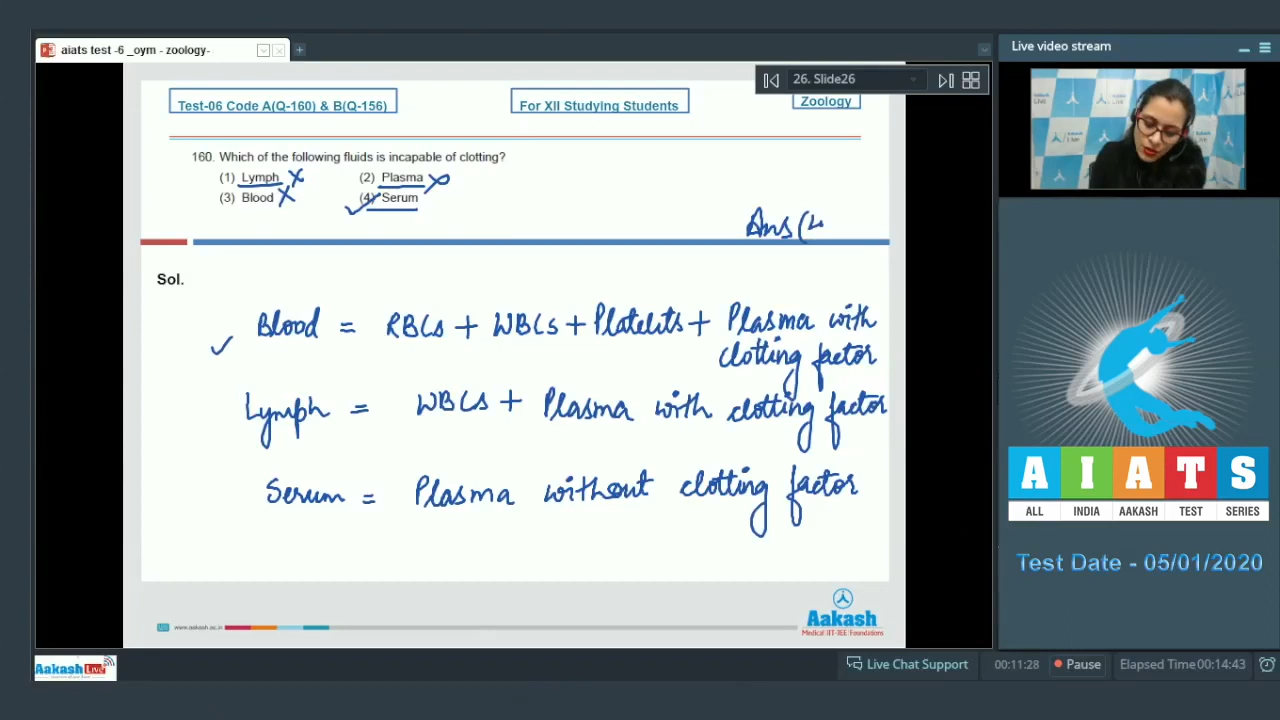 aiats test -6 _oym - zoology-
Live video stream
26. Slide26
Test-06 Code A(Q-160) & B(Q-156)
For XII Studying Students
Zoology
160. Which of the following fluids is incapable of clotting?
(1) Lymph
(2) Plasma
(3) Blood
(4) Serum
Ans (4
Sol.
Blood = RBCs + WBCs + Platelets + Plasma with
clotting factor
Lymph = WBCs + Plasma with clotting factor
Serum = Plasma without clotting factor
www.aakash.ac.in
Aakash
Medical|IIT-JEE|Foundations
A I A T S
ALL INDIA AAKASH TEST SERIES
Test Date - 05/01/2020
Aakash Live
Live Chat Support
00:11:28
Pause
Elapsed Time 00:14:43